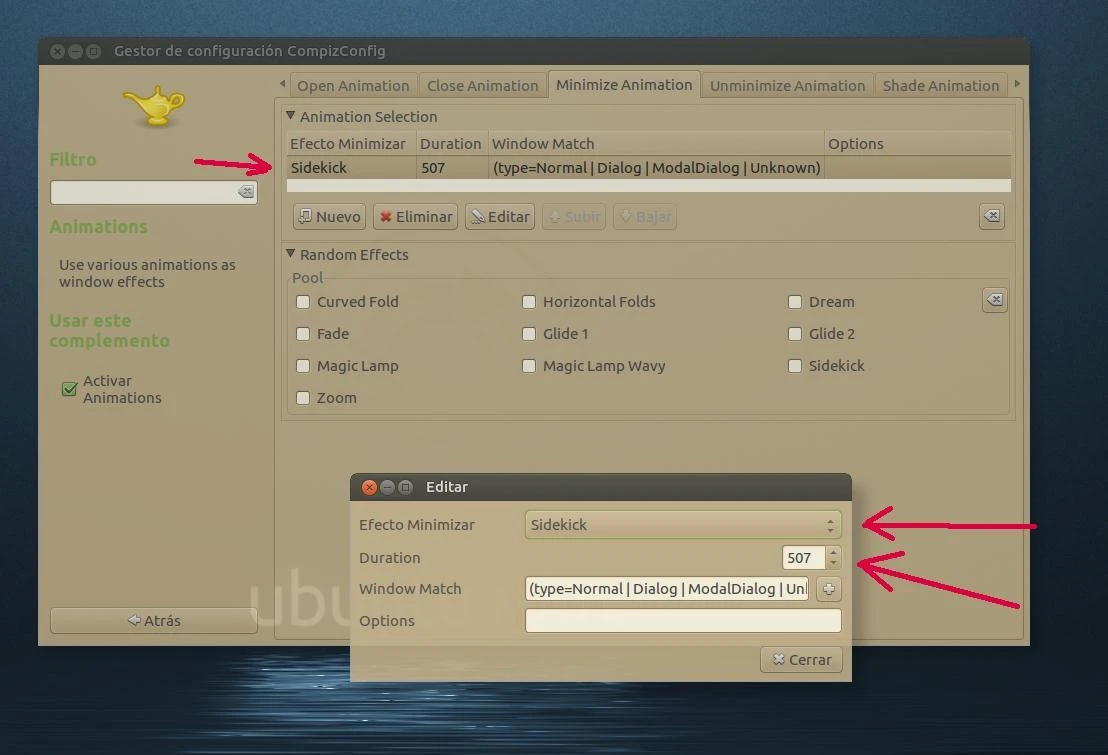 Gestor de configuración CompizConfig
Open Animation Close Animation Minimize Animation Unminimize Animation Shade Animation
Filtro
Animations
Use various animations as
window effects
Usar este
complemento
Activar
Animations
Atrás
Animation Selection
Efecto Minimizar Duration Window Match Options
Sidekick 507 (type=Normal | Dialog | ModalDialog | Unknown)
Nuevo Eliminar Editar Subir Bajar
Random Effects
Pool
Curved Fold Horizontal Folds Dream
Fade Glide 1 Glide 2
Magic Lamp Magic Lamp Wavy Sidekick
Zoom
Editar
Efecto Minimizar Sidekick
Duration 507
Window Match (type=Normal | Dialog | ModalDialog | Unl
Options
Cerrar